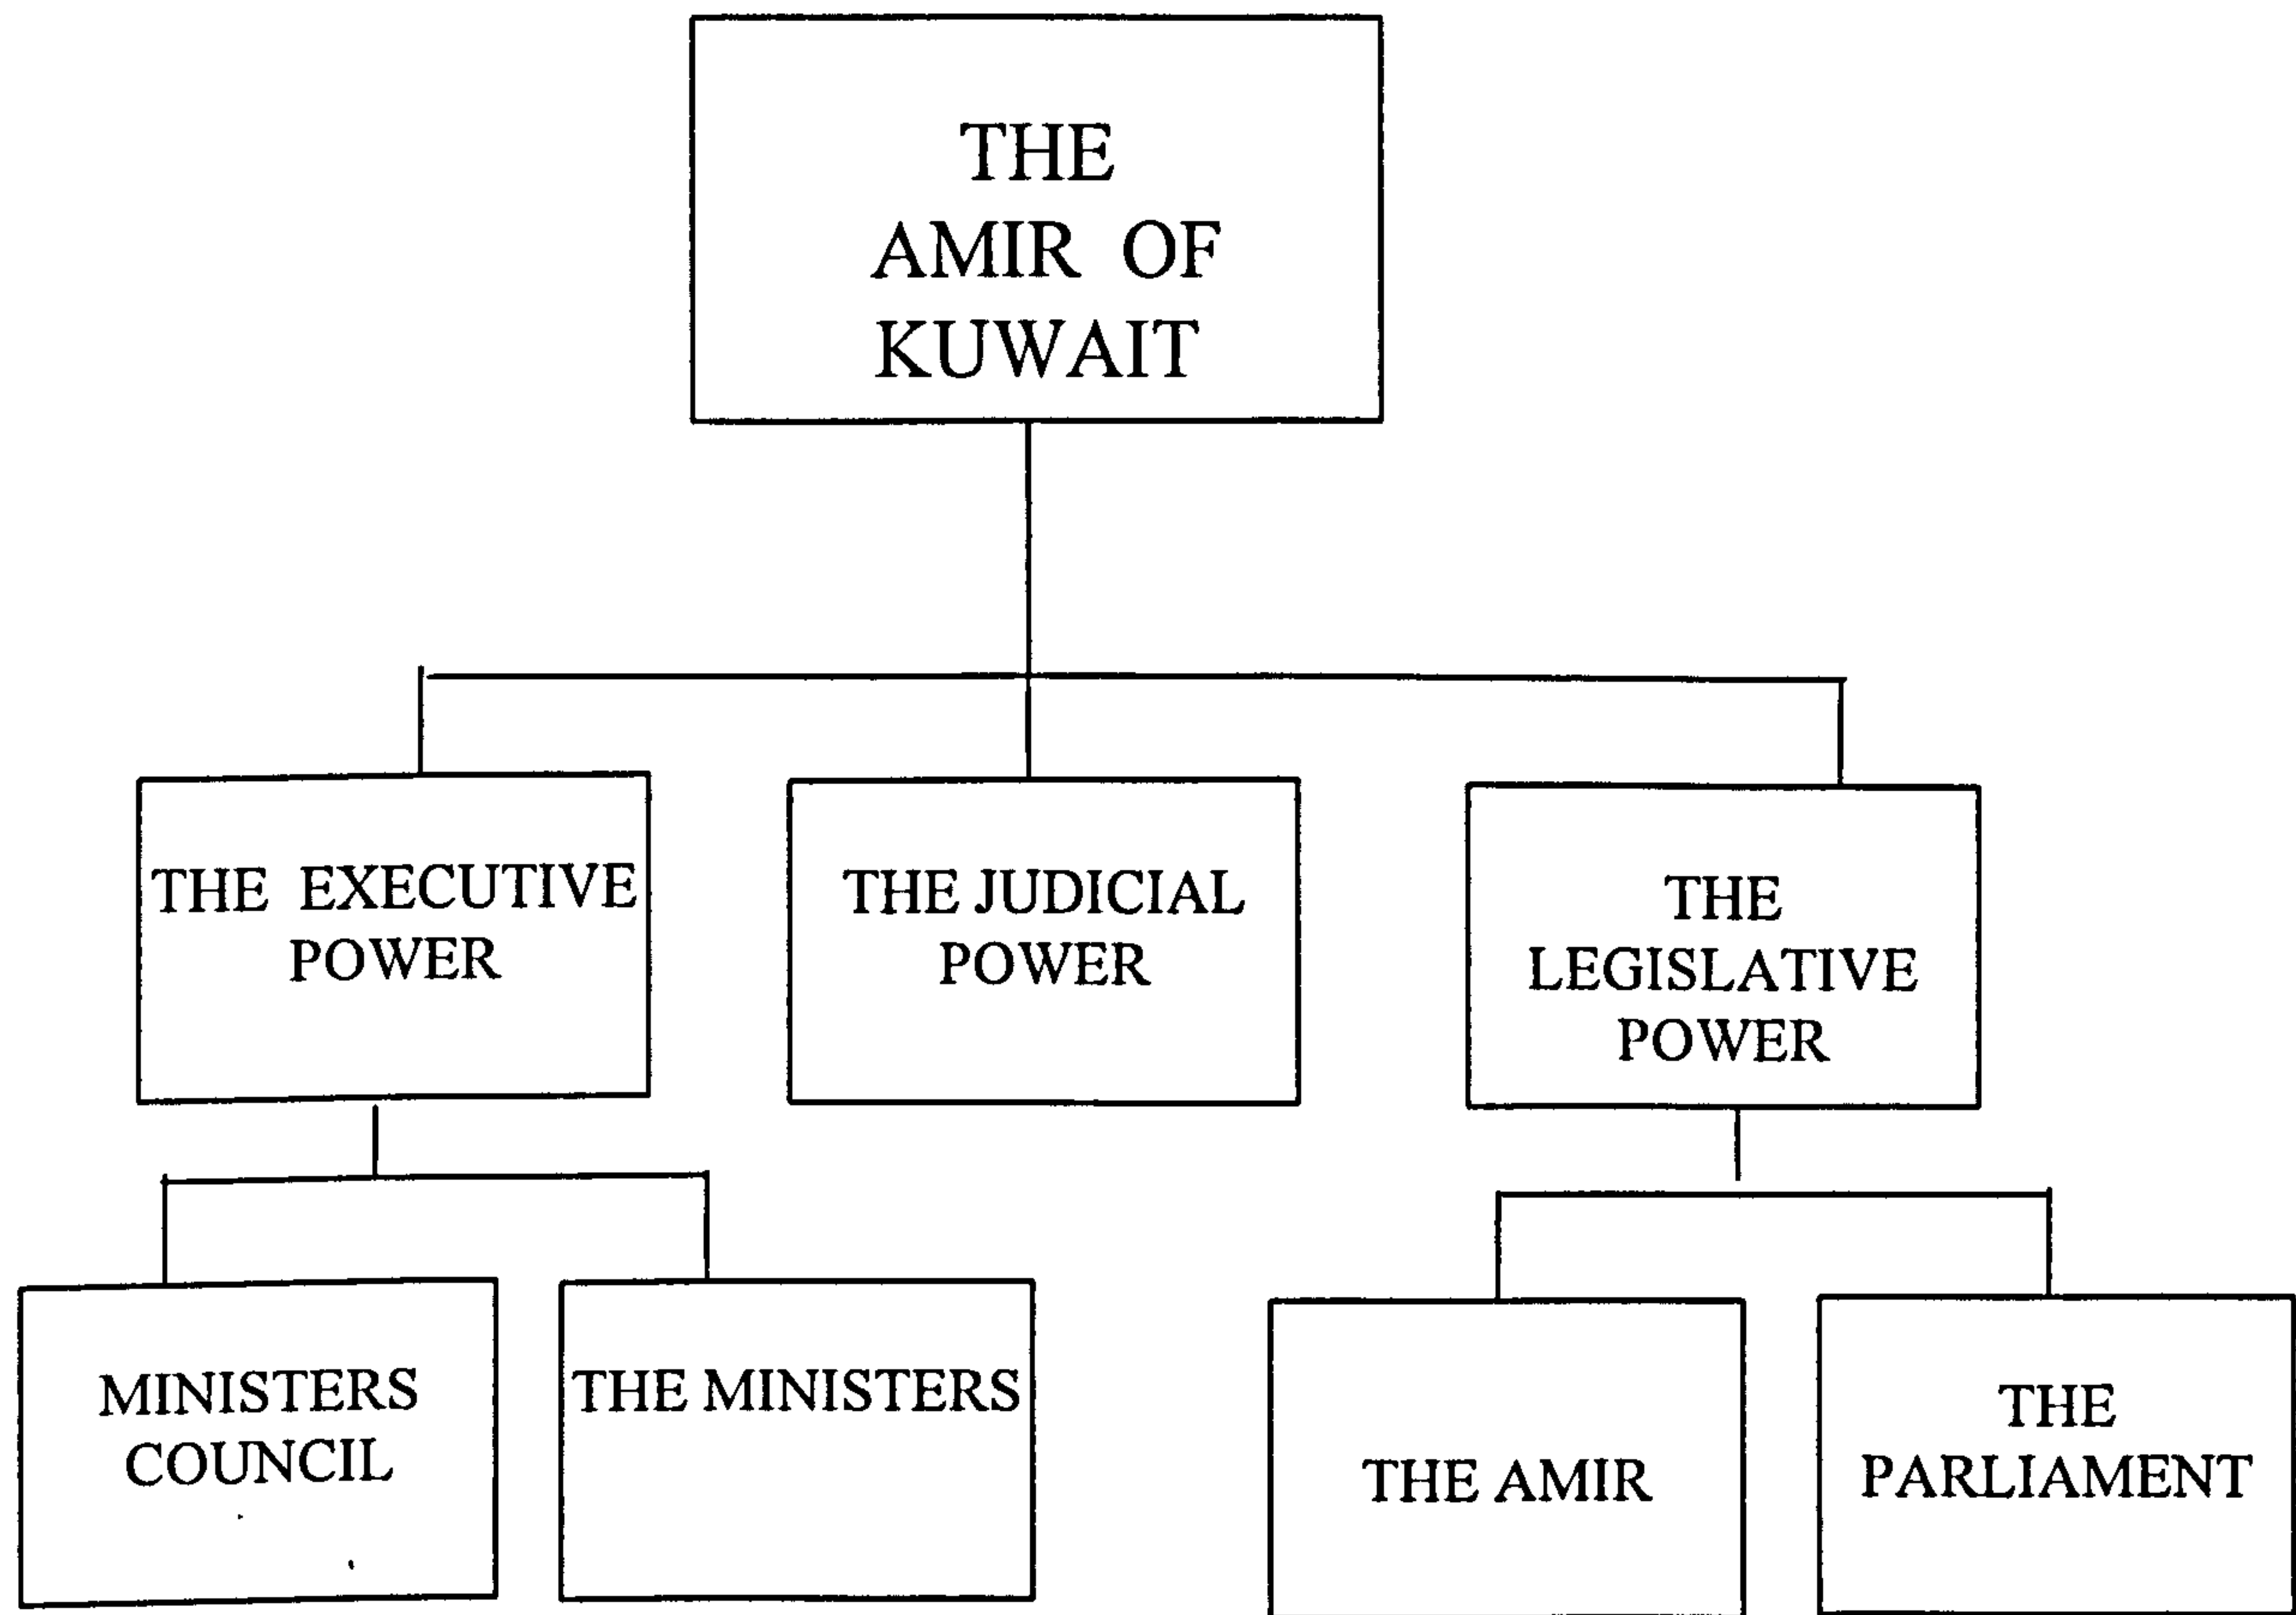 THE
AMIR OF
KUWAIT
THE EXECUTIVE
POWER
THE JUDICIAL
POWER
THE
LEGISLATIVE
POWER
MINISTERS
COUNCIL
THE MINISTERS
THE AMIR
THE
PARLIAMENT